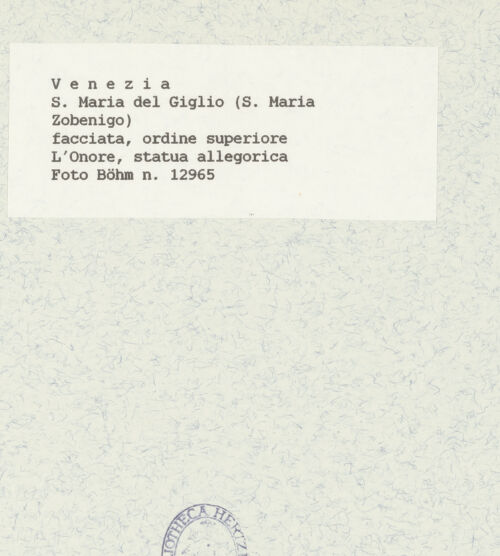 V e n e z i a
S. Maria del Giglio (S. Maria
Zobenigo)
facciata, ordine superiore
L'Onore, statua allegorica
Foto Böhm n. 12965